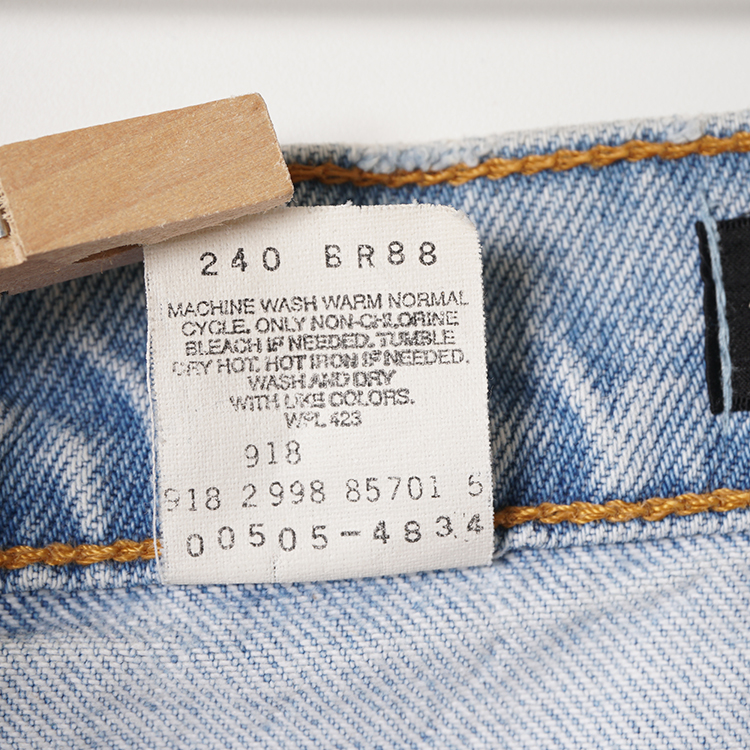 240 BR88
MACHINE WASH WARM NORMAL
CYCLE. ONLY NON-CHLORINE
BLEACH IF NEEDED. TUMBLE
DRY HOT. HOT IRON IF NEEDED.
WASH AND DRY
WITH LIKE COLORS.
WPL 423
918
918 2998 85701 5
00505-4834